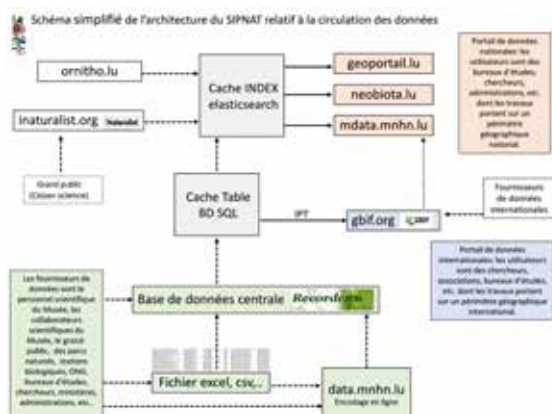 Schéma simplifié de l'architecture du SIPNAT relatif à la circulation des données
ornitho.lu
inaturalist.org
Grand public
(Citizen science)
Cache INDEX
elasticsearch
geoportail.lu
neobiota.lu
mdata.mnhn.lu
Portail de données
nationales: les
utilisateurs sont des
bureaux d'études,
chercheurs,
administrations, etc.
dont les travaux
portent sur un
périmètre
géographique
national.
Cache Table
BD SQL
IPT
gbif.org
GBIF
Fournisseurs
de données
internationales
Portail de données
internationales: les utilisateurs
sont des chercheurs,
associations, bureaux d'études,
etc. dont les travaux portent
sur un périmètre géographique
international.
Les fournisseurs de
données sont le
personnel scientifique
du Musée, les
collaborateurs
scientifiques du
Musée, le grand
public, des parcs
naturels, stations
biologiques, ONG,
bureaux d'études,
chercheurs, ministères,
administrations, etc..
Base de données centrale Recorder
Fichier excel, csv,..
data.mnhn.lu
Encodage en ligne